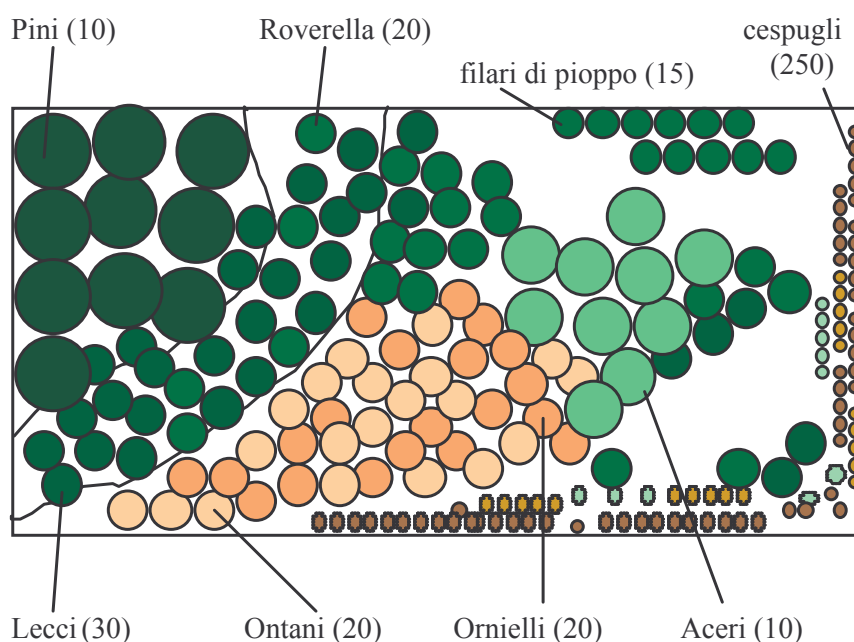 Pini (10)
Roverella (20)
cespugli
(250)
filari di pioppo (15)
Lecci (30)
Ontani (20)
Ornielli (20)
Aceri (10)